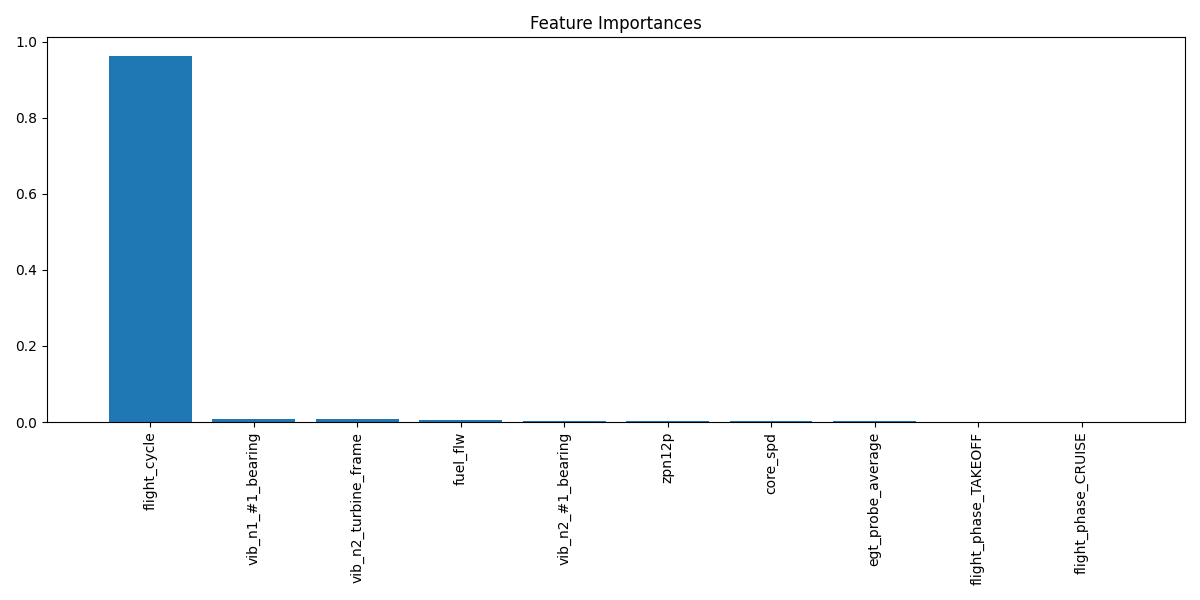 Feature Importances
1.0
0.8
0.6
0.4
0.2
0.0
flight_cycle
vib_n1_#1_bearing
vib_n2_turbine_frame
fuel_flw
vib_n2_#1_bearing
zpn12p
core_spd
egt_probe_average
flight_phase_TAKEOFF
flight_phase_CRUISE